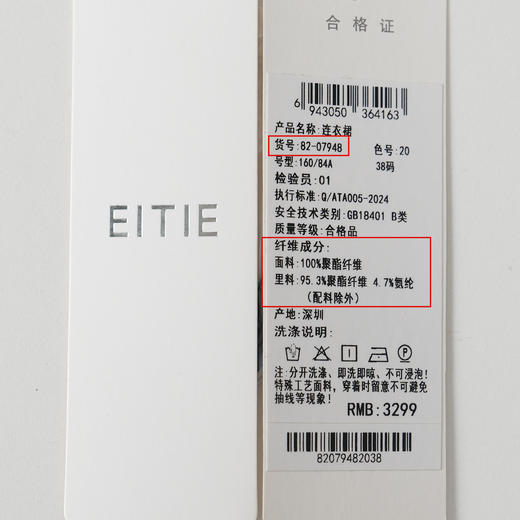 EITIE
合格证
6 943050 364163
产品名称:连衣裙
货号:82-07948 色号:20
号型:160/84A 38码
检验员:01
执行标准:Q/ATA005-2024
安全技术类别:GB18401 B类
质量等级:合格品
纤维成分:
面料:100%聚酯纤维
里料:95.3%聚酯纤维 4.7%氨纶
(配料除外)
产地:深圳
洗涤说明:
P
注:分开洗涤、即洗即晾、不可浸泡!
特殊工艺面料,穿着时留意不可避免
抽线等现象!
RMB:3299
82079482038